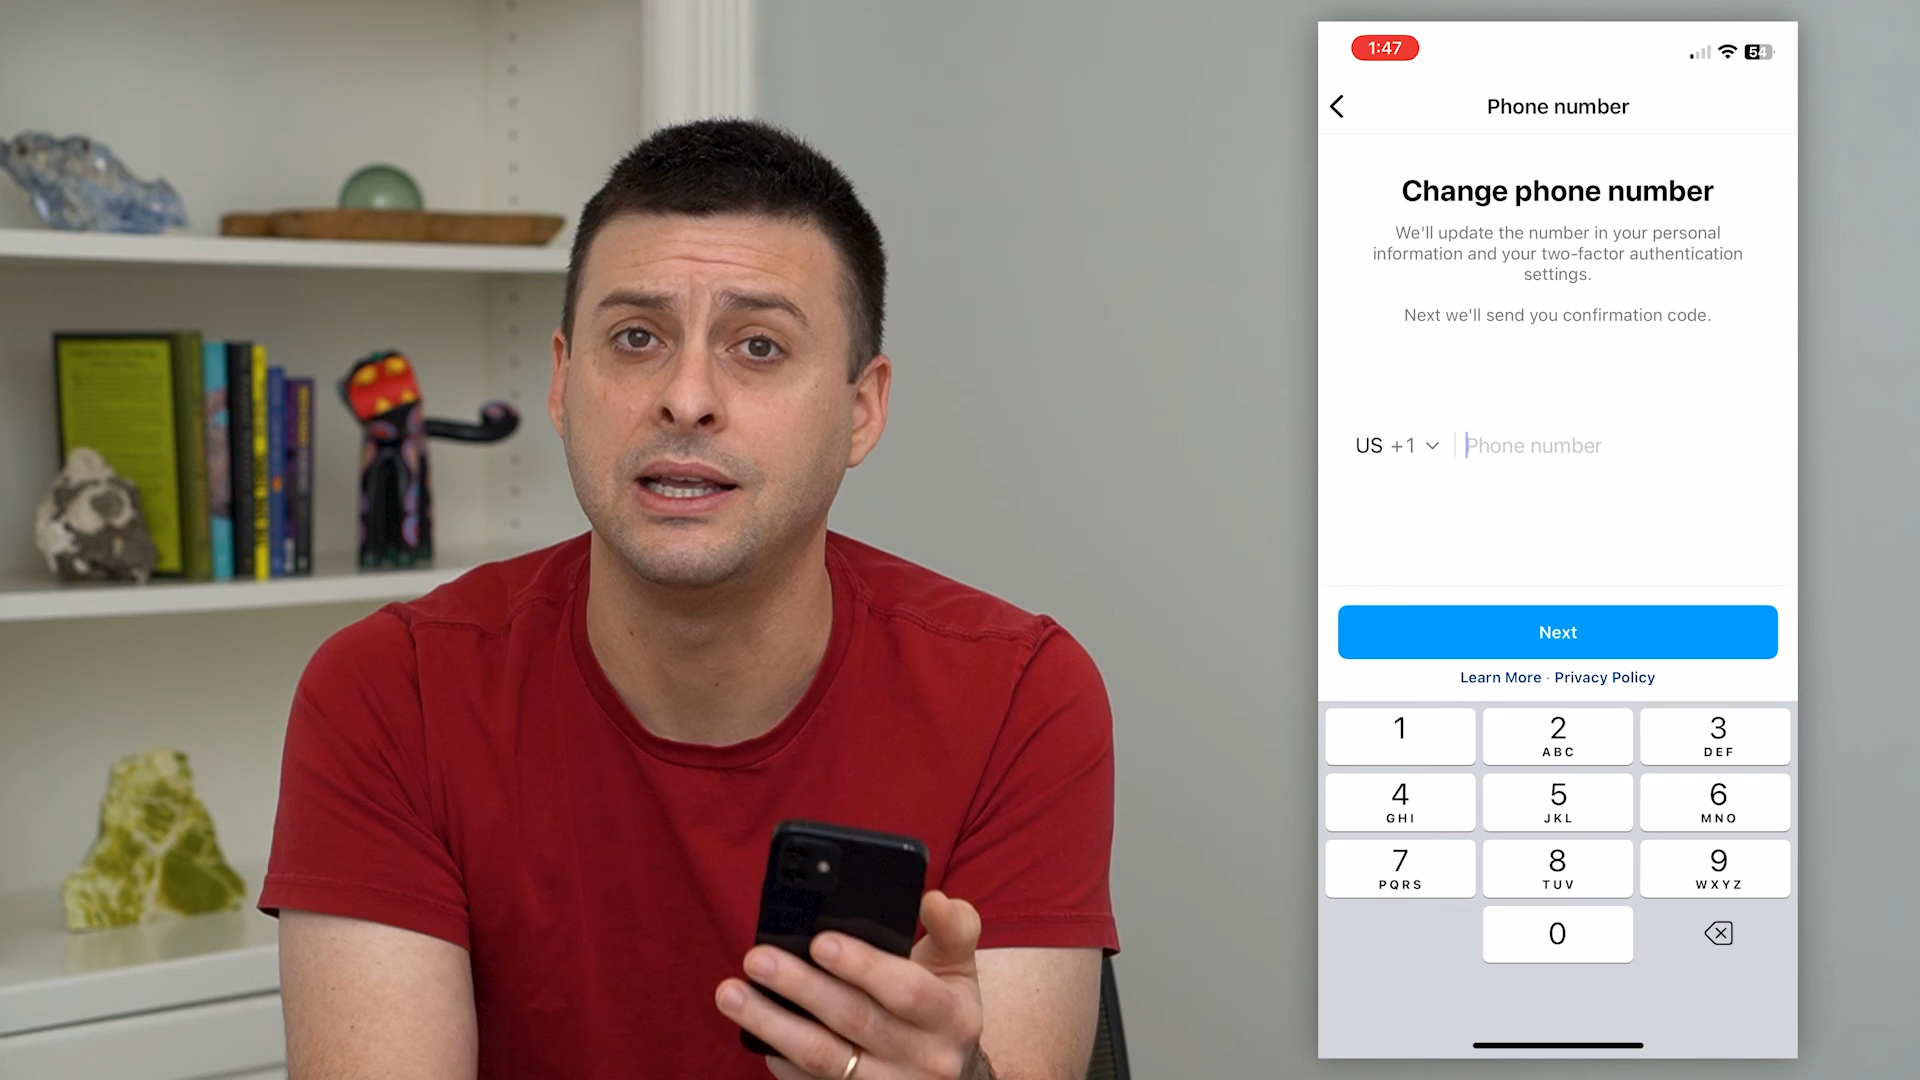 1:47
54
Phone number
Change phone number
We'll update the number in your personal
information and your two-factor authentication
settings.
Next we'll send you confirmation code.
US +1
Phone number
Next
Learn More · Privacy Policy
1
2
3
ABC
DEF
4
5
6
GHI
JKL
MNO
7
8
9
PQRS
TUV
WXYZ
0